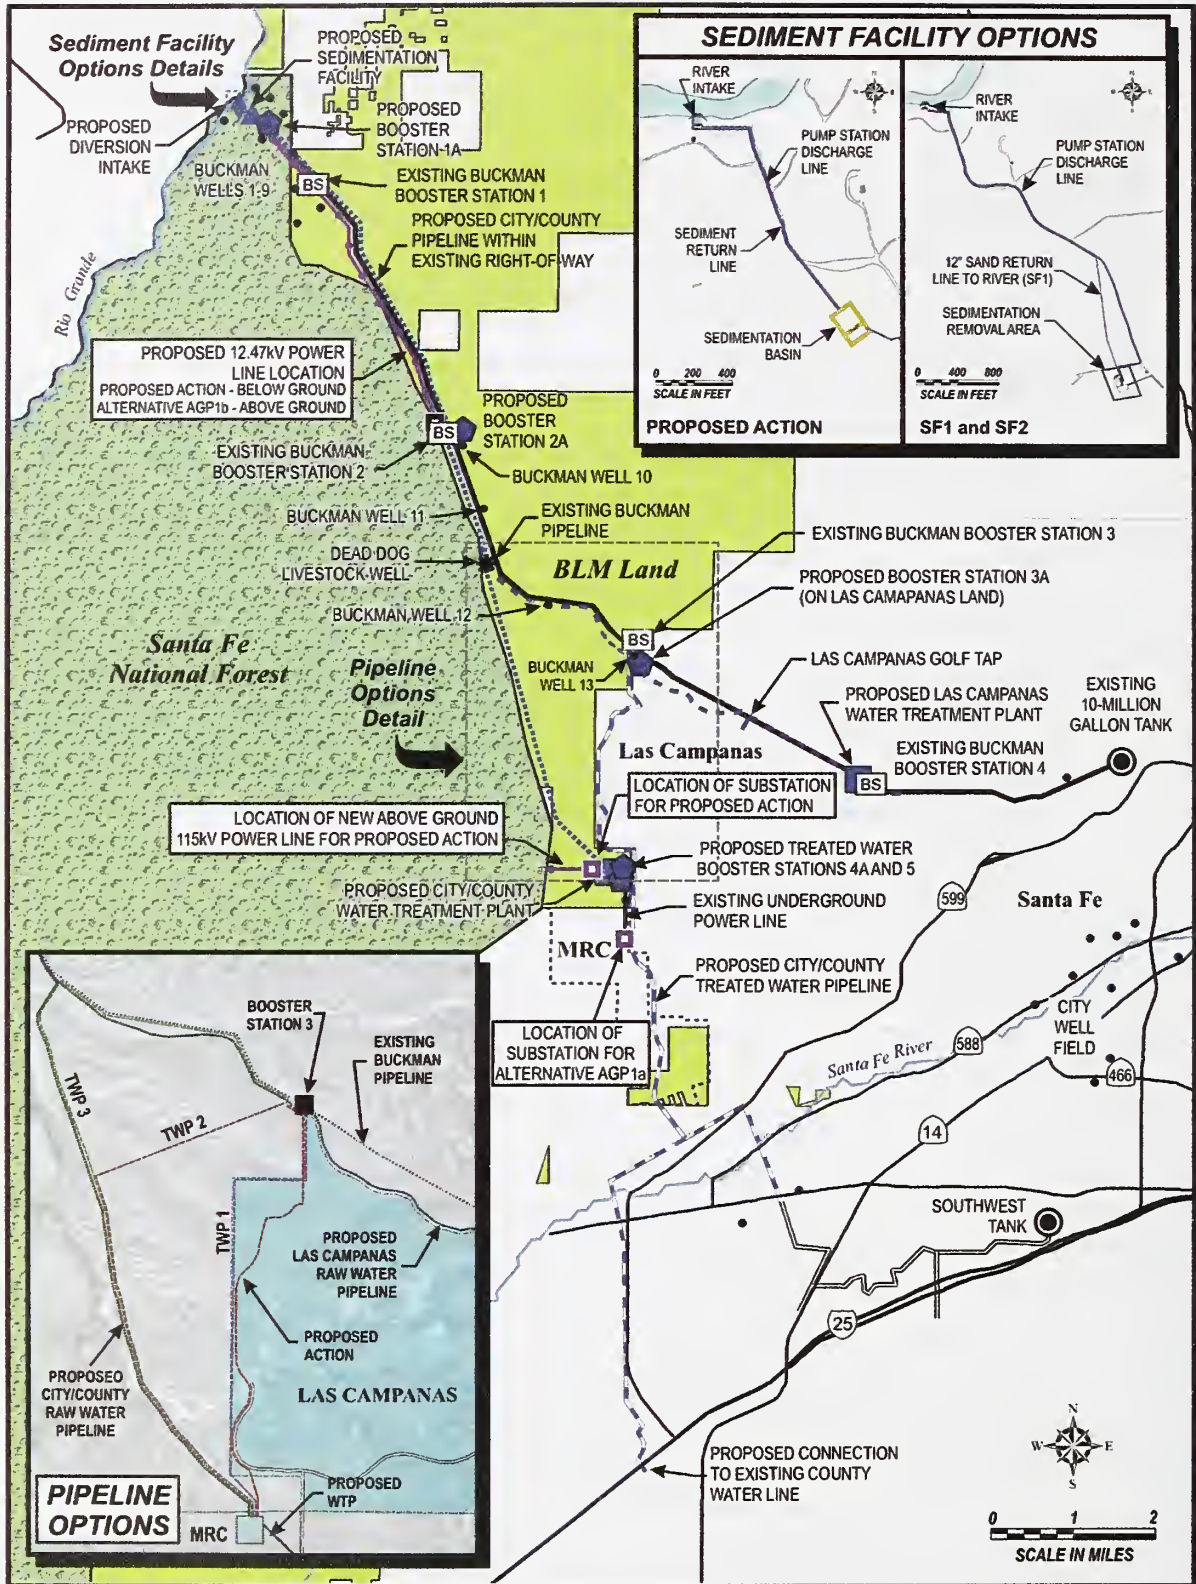 Sediment Facility
Options Details
PROPOSED
SEDIMENTATION
FACILITY
PROPOSED
DIVERSION
INTAKE
PROPOSED
BOOSTER
STATION 1A
BUCKMAN
WELLS 1-9
BS
EXISTING BUCKMAN
BOOSTER STATION 1
PROPOSED CITY/COUNTY
PIPELINE WITHIN
EXISTING RIGHT-OF-WAY
Rio Grande
PROPOSED 12.47kV POWER
LINE LOCATION
PROPOSED ACTION - BELOW GROUND
ALTERNATIVE AGP1b - ABOVE GROUND
PROPOSED
BOOSTER
STATION 2A
BS
EXISTING BUCKMAN
BOOSTER STATION 2
BUCKMAN WELL 10
BUCKMAN WELL 11
EXISTING BUCKMAN
PIPELINE
DEAD DOG
LIVESTOCK WELL
BLM Land
BUCKMAN WELL 12
EXISTING BUCKMAN BOOSTER STATION 3
PROPOSED BOOSTER STATION 3A
(ON LAS CAMAPANAS LAND)
BS
Santa Fe
National Forest
Pipeline
Options
Detail
BUCKMAN
WELL 13
LAS CAMPANAS GOLF TAP
PROPOSED LAS CAMPANAS
WATER TREATMENT PLANT
EXISTING
10-MILLION
GALLON TANK
Las Campanas
EXISTING BUCKMAN
BOOSTER STATION 4
BS
LOCATION OF SUBSTATION
FOR PROPOSED ACTION
LOCATION OF NEW ABOVE GROUND
115kV POWER LINE FOR PROPOSED ACTION
PROPOSED TREATED WATER
BOOSTER STATIONS 4A AND 5
PROPOSED CITY/COUNTY
WATER TREATMENT PLANT
EXISTING UNDERGROUND
POWER LINE
599
Santa Fe
MRC
PROPOSED CITY/COUNTY
TREATED WATER PIPELINE
LOCATION OF
SUBSTATION FOR
ALTERNATIVE AGP1a
CITY
WELL
FIELD
Santa Fe River
588
466
14
SOUTHWEST
TANK
25
PROPOSED CONNECTION
TO EXISTING COUNTY
WATER LINE
N
W
E
S
0 1 2
SCALE IN MILES
SEDIMENT FACILITY OPTIONS
RIVER
INTAKE
N
PUMP STATION
DISCHARGE
LINE
SEDIMENT
RETURN
LINE
SEDIMENTATION
BASIN
0 200 400
SCALE IN FEET
PROPOSED ACTION
RIVER
INTAKE
N
PUMP STATION
DISCHARGE
LINE
12" SAND RETURN
LINE TO RIVER (SF1)
SEDIMENTATION
REMOVAL AREA
0 400 800
SCALE IN FEET
SF1 and SF2
BOOSTER
STATION 3
EXISTING
BUCKMAN
PIPELINE
TWP 3
TWP 2
TWP 1
PROPOSED
LAS CAMPANAS
RAW WATER
PIPELINE
PROPOSED
ACTION
PROPOSEO
CITY/COUNTY
RAW WATER
PIPELINE
LAS CAMPANAS
PIPELINE
OPTIONS
PROPOSED
WTP
MRC